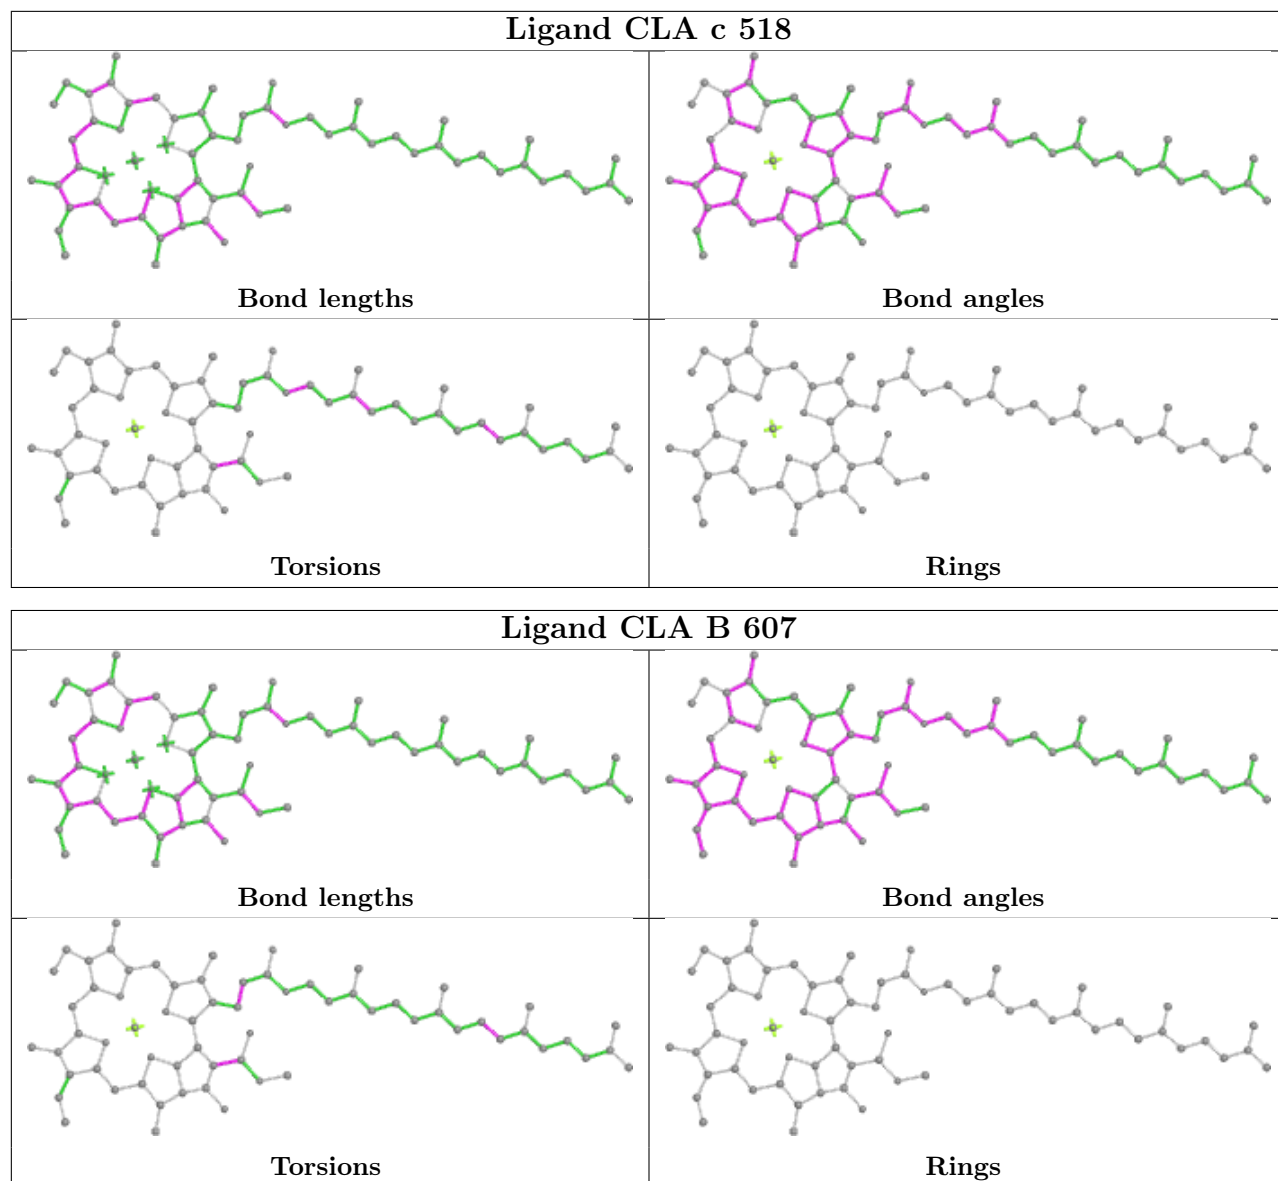 Ligand CLA c 518
Bond lengths
Bond angles
Torsions
Rings
Ligand CLA B 607
Bond lengths
Bond angles
Torsions
Rings